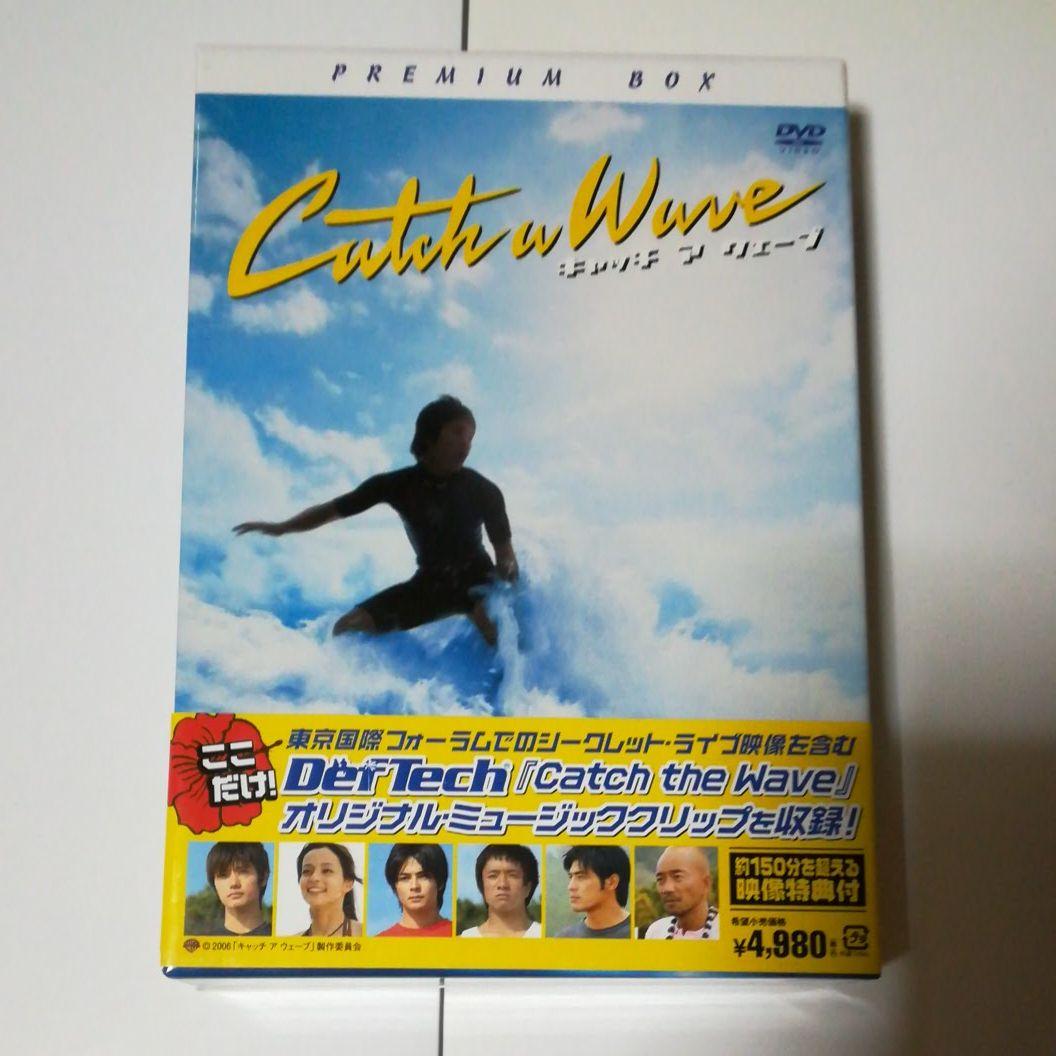 PREMIUM BOX
DVD
VIDEO
Catch a Wave
キャッチ ア ウェーブ
ここだけ!
東京国際フォーラムでのシークレット・ライブ映像を含む
DefTech『Catch the Wave』
オリジナル・ミュージッククリップを収録!
約150分を超える
映像特典付
希望小売価格
¥4,980
プラ
© 2006「キャッチ ア ウェーブ」製作委員会